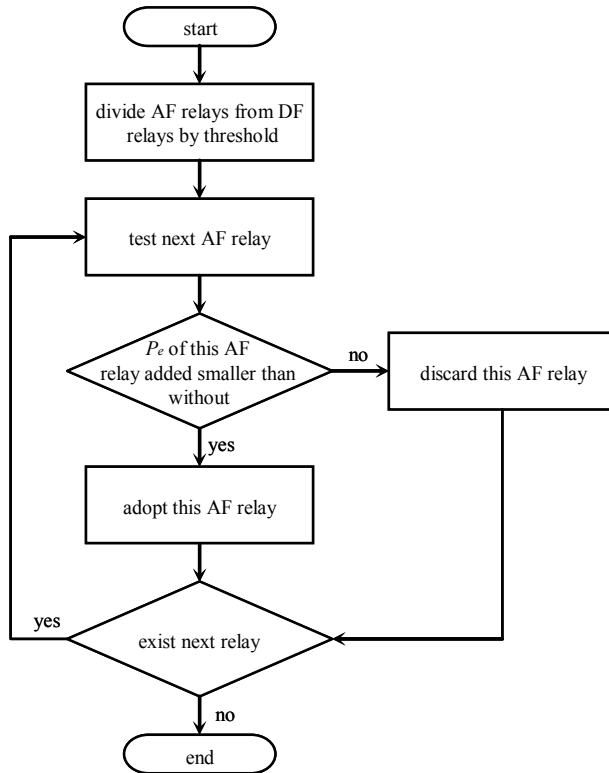 start
divide AF relays from DF
relays by threshold
test next AF relay
Pe of this AF
relay added smaller than
without
no
discard this AF relay
yes
adopt this AF relay
yes
exist next relay
no
end